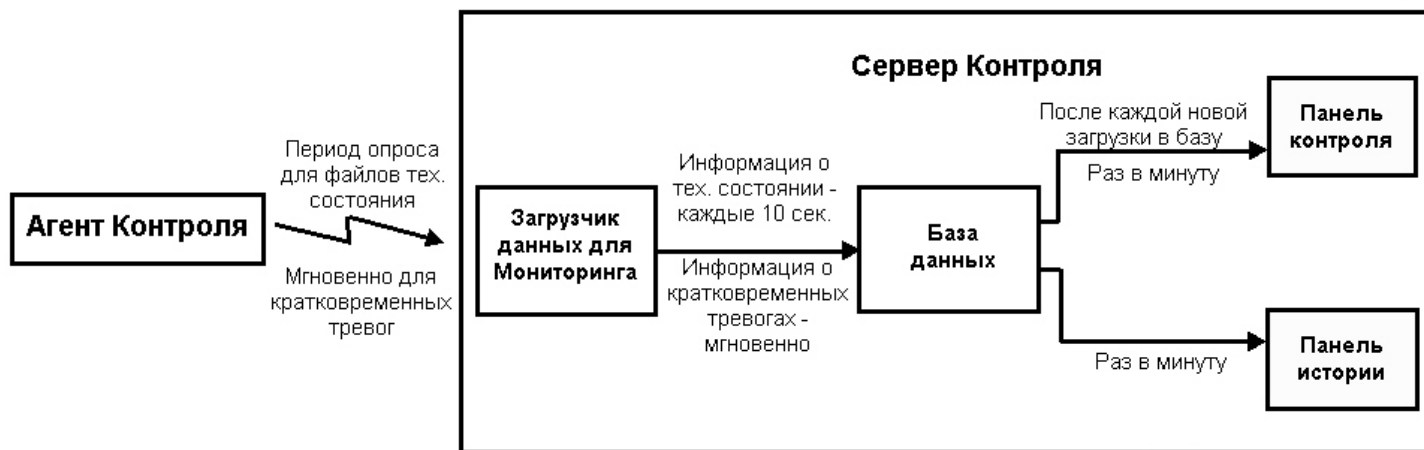 Сервер Контроля
Агент Контроля
Период опроса
для файлов тех.
состояния
Мгновенно для
кратковременных
тревог
Загрузчик
данных для
Мониторинга
Информация о
тех. состоянии -
каждые 10 сек.
Информация о
кратковременных
тревогах -
мгновенно
База
данных
После каждой новой
загрузки в базу
Раз в минуту
Панель
контроля
Раз в минуту
Панель
истории